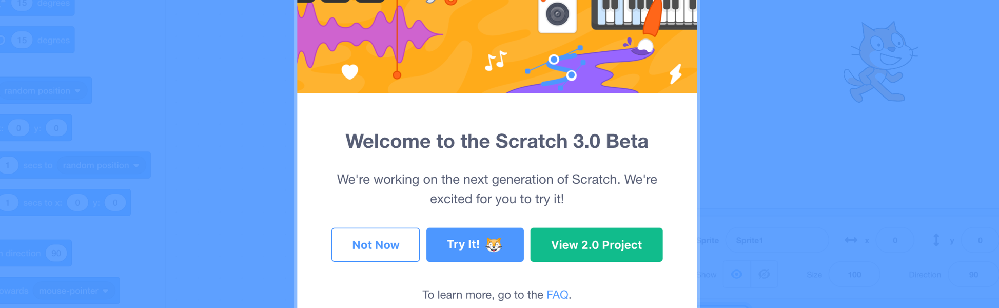 15 degrees
15 degrees
random position
0 y: 0
1 secs to random position
1 secs to x: 0 y: 0
direction 90
mouse-pointer
Welcome to the Scratch 3.0 Beta
We're working on the next generation of Scratch. We're
excited for you to try it!
Not Now
Try It!
View 2.0 Project
To learn more, go to the FAQ.
Sprite Sprite1 x 0 y 0
Show Size 100 Direction 90